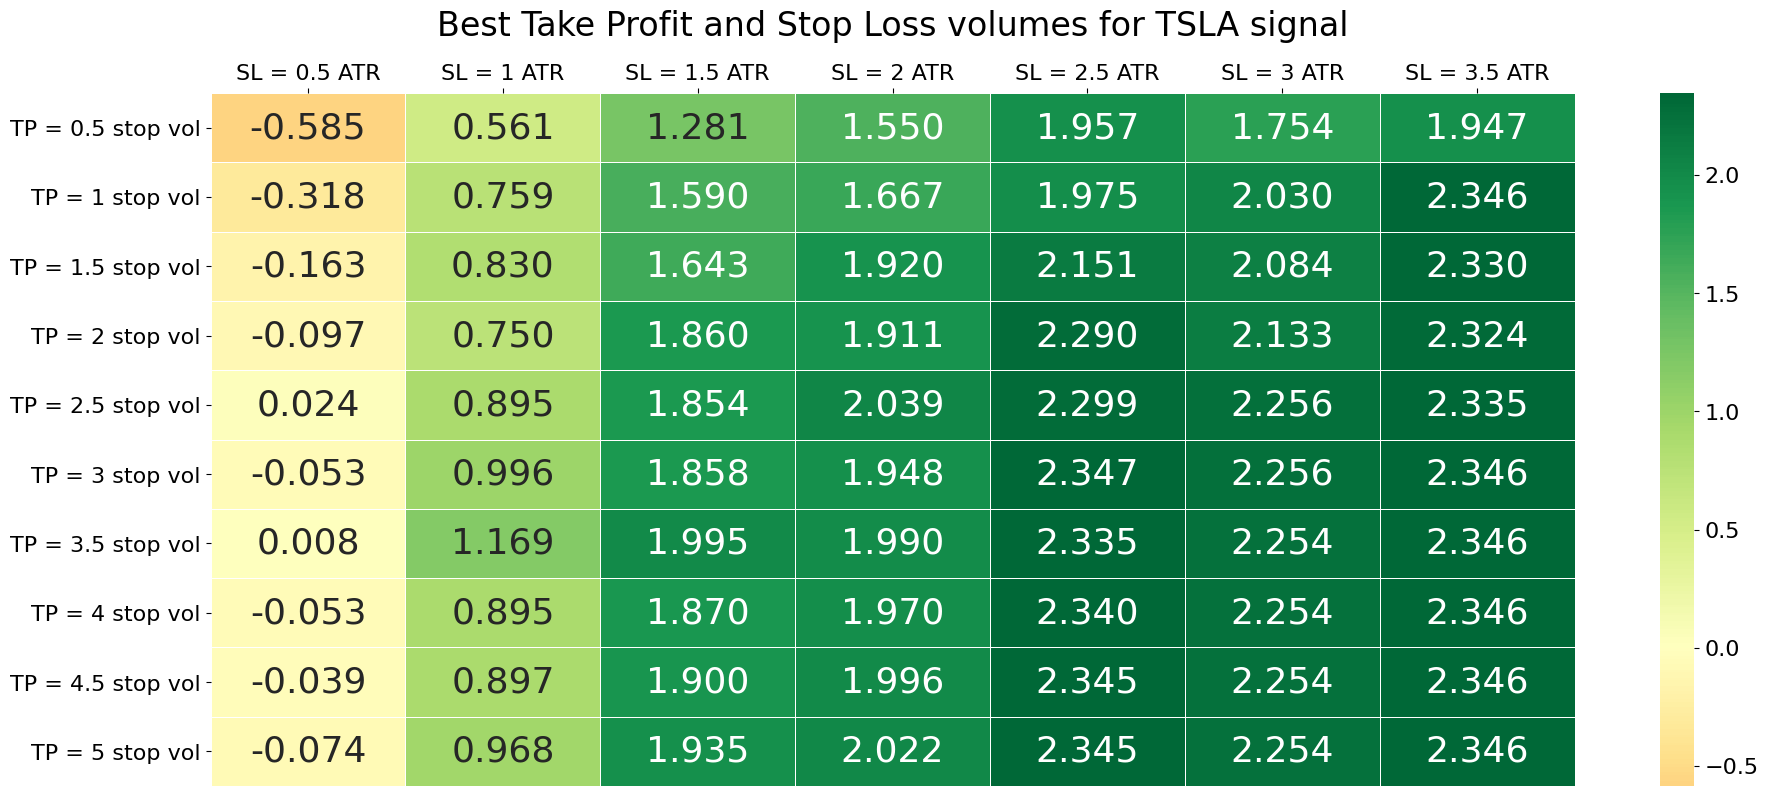 Best Take Profit and Stop Loss volumes for TSLA signal
SL = 0.5 ATR SL = 1 ATR SL = 1.5 ATR SL = 2 ATR SL = 2.5 ATR SL = 3 ATR SL = 3.5 ATR
TP = 0.5 stop vol -0.585 0.561 1.281 1.550 1.957 1.754 1.947
TP = 1 stop vol -0.318 0.759 1.590 1.667 1.975 2.030 2.346
TP = 1.5 stop vol -0.163 0.830 1.643 1.920 2.151 2.084 2.330
TP = 2 stop vol -0.097 0.750 1.860 1.911 2.290 2.133 2.324
TP = 2.5 stop vol 0.024 0.895 1.854 2.039 2.299 2.256 2.335
TP = 3 stop vol -0.053 0.996 1.858 1.948 2.347 2.256 2.346
TP = 3.5 stop vol 0.008 1.169 1.995 1.990 2.335 2.254 2.346
TP = 4 stop vol -0.053 0.895 1.870 1.970 2.340 2.254 2.346
TP = 4.5 stop vol -0.039 0.897 1.900 1.996 2.345 2.254 2.346
TP = 5 stop vol -0.074 0.968 1.935 2.022 2.345 2.254 2.346
2.0
1.5
1.0
0.5
0.0
−0.5